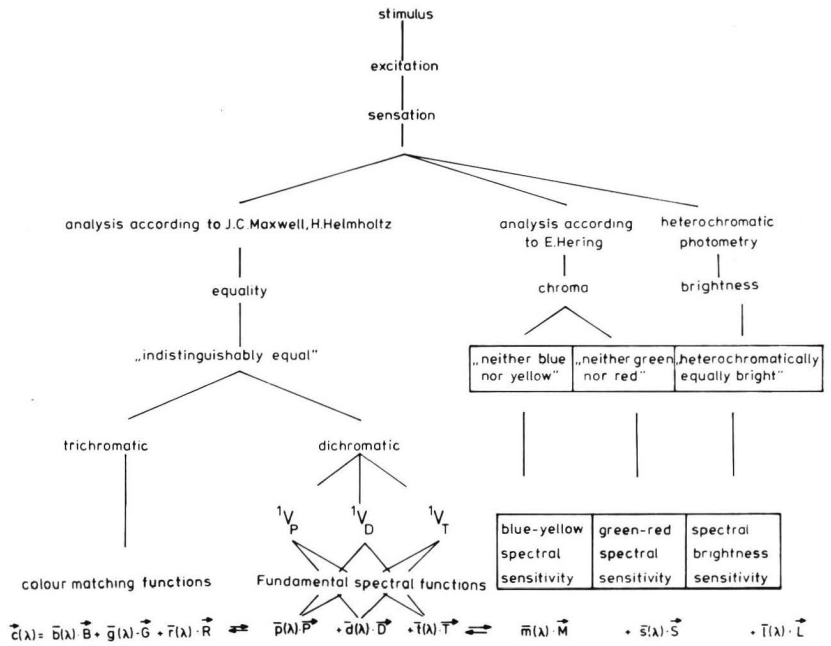 stimulus
excitation
sensation
analysis according to J.C.Maxwell, H.Helmholtz
analysis according
to E.Hering
heterochromatic
photometry
equality
chroma
brightness
„indistinguishably equal"
„neither blue
nor yellow"
„neither green
nor red"
„heterochromatically
equally bright"
trichromatic
dichromatic
¹V_P
¹V_D
¹V_T
blue-yellow
spectral
sensitivity
green-red
spectral
sensitivity
spectral
brightness
sensitivity
colour matching functions
Fundamental spectral functions
c⃗(λ)= b̄(λ)·B⃗ + ḡ(λ)·G⃗ + r̄(λ)·R⃗ ⇌ p̄(λ)·P⃗ + d̄(λ)·D⃗ + t̄(λ)·T⃗ ⇌ m̄(λ)·M⃗ + s̄(λ)·S⃗ + l̄(λ)·L⃗